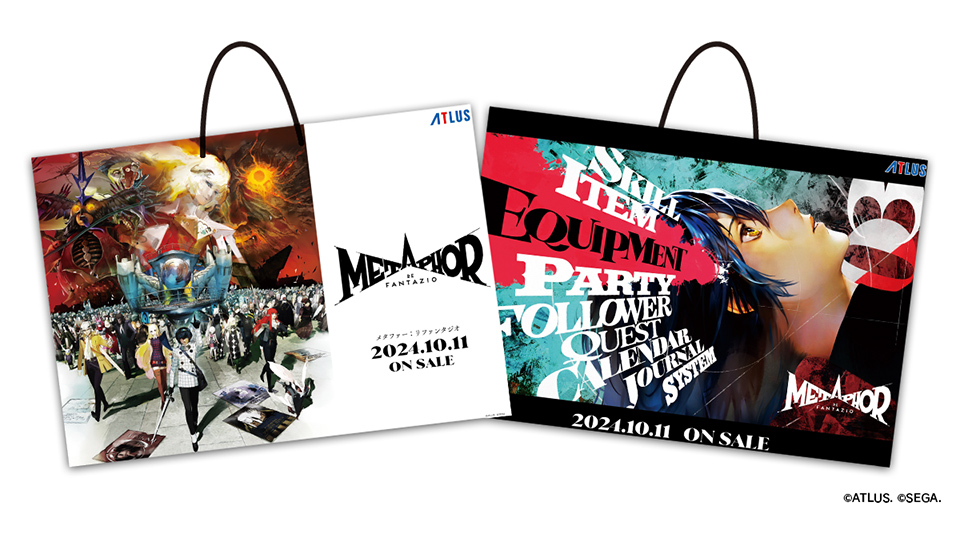 ATLUS
METAPHOR
RE
FANTAZIO
メタファー：リファンタジオ
2024.10.11
ON SALE
ATLUS
SKILL
ITEM
EQUIPMENT
PARTY
FOLLOWER
QUEST
CALENDAR
JOURNAL
SYSTEM
METAPHOR
RE
FANTAZIO
2024.10.11 ON SALE
©ATLUS. ©SEGA.